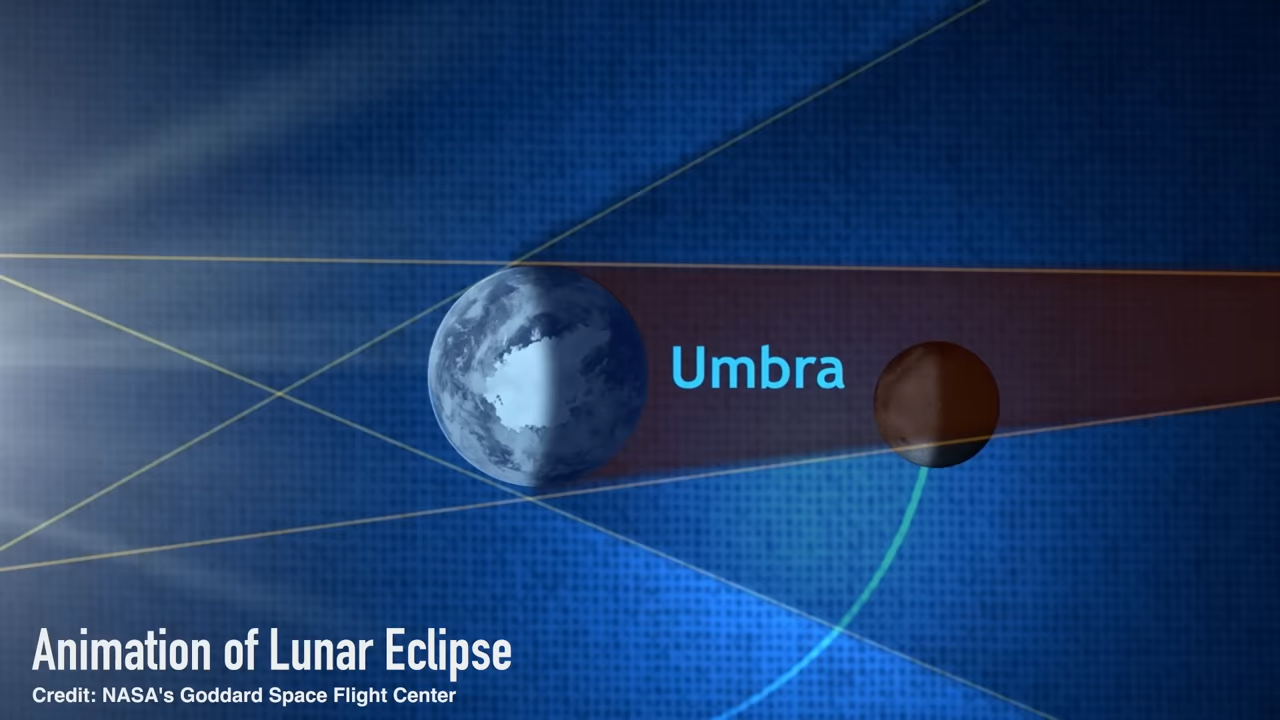 Umbra
Animation of Lunar Eclipse
Credit: NASA's Goddard Space Flight Center